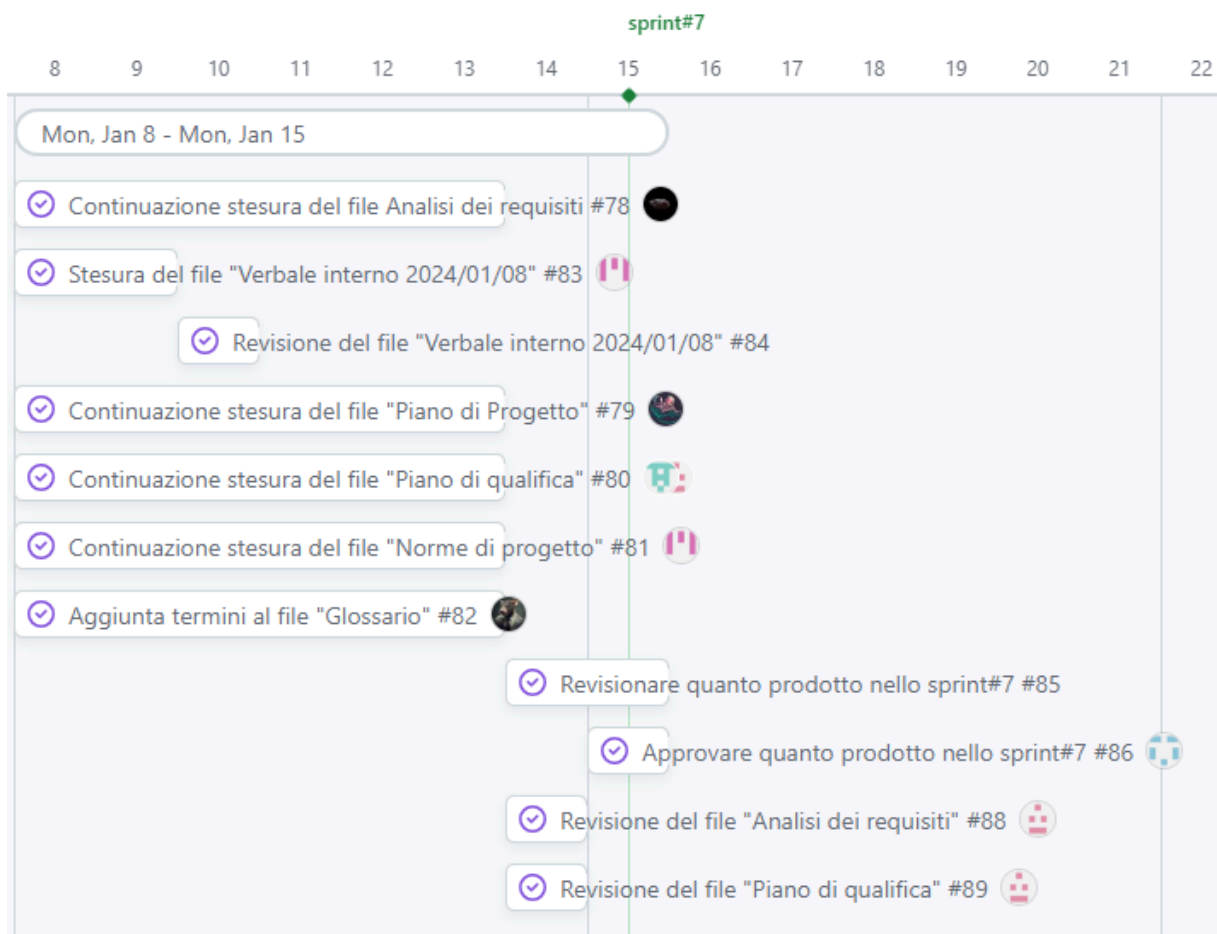 sprint#7
8 9 10 11 12 13 14 15 16 17 18 19 20 21 22
Mon, Jan 8 - Mon, Jan 15
Continuazione stesura del file Analisi dei requisiti #78
Stesura del file "Verbale interno 2024/01/08" #83
Revisione del file "Verbale interno 2024/01/08" #84
Continuazione stesura del file "Piano di Progetto" #79
Continuazione stesura del file "Piano di qualifica" #80
Continuazione stesura del file "Norme di progetto" #81
Aggiunta termini al file "Glossario" #82
Revisionare quanto prodotto nello sprint#7 #85
Approvare quanto prodotto nello sprint#7 #86
Revisione del file "Analisi dei requisiti" #88
Revisione del file "Piano di qualifica" #89